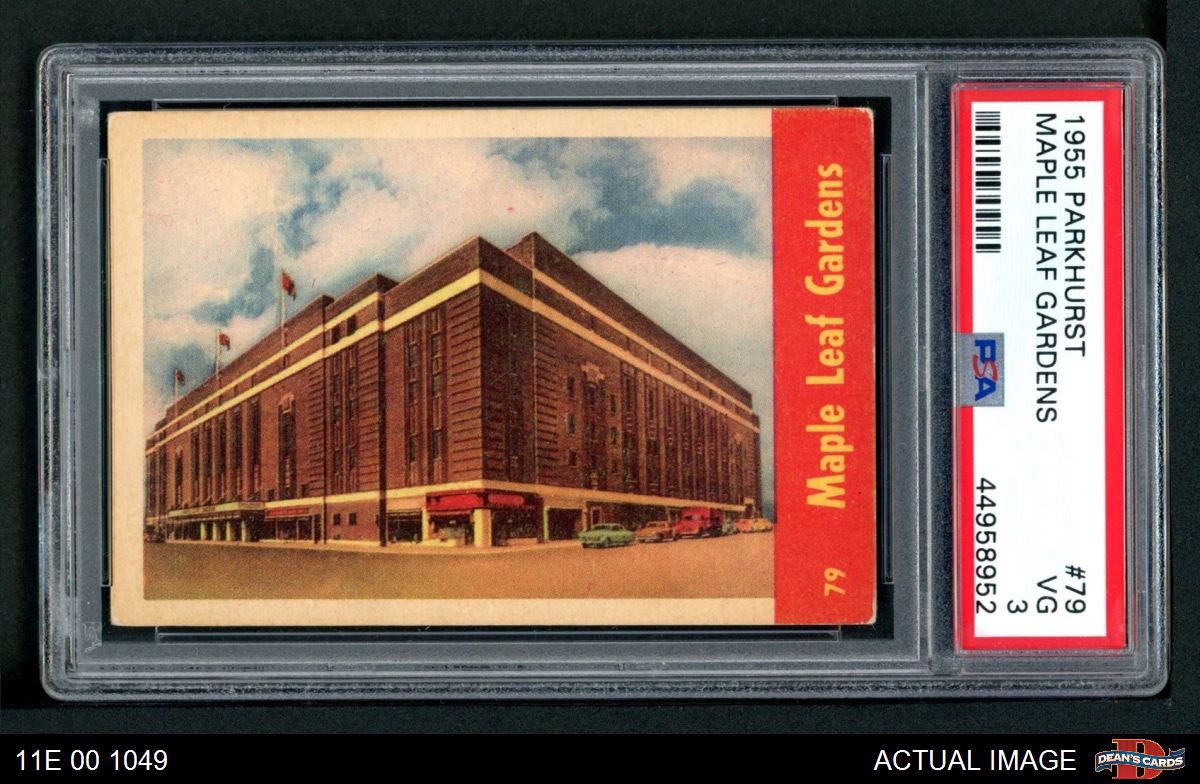 79 Maple Leaf Gardens
1955 PARKHURST #79
MAPLE LEAF GARDENS VG
3
PSA
44958952
11E 00 1049
ACTUAL IMAGE
DEAN'S CARDS